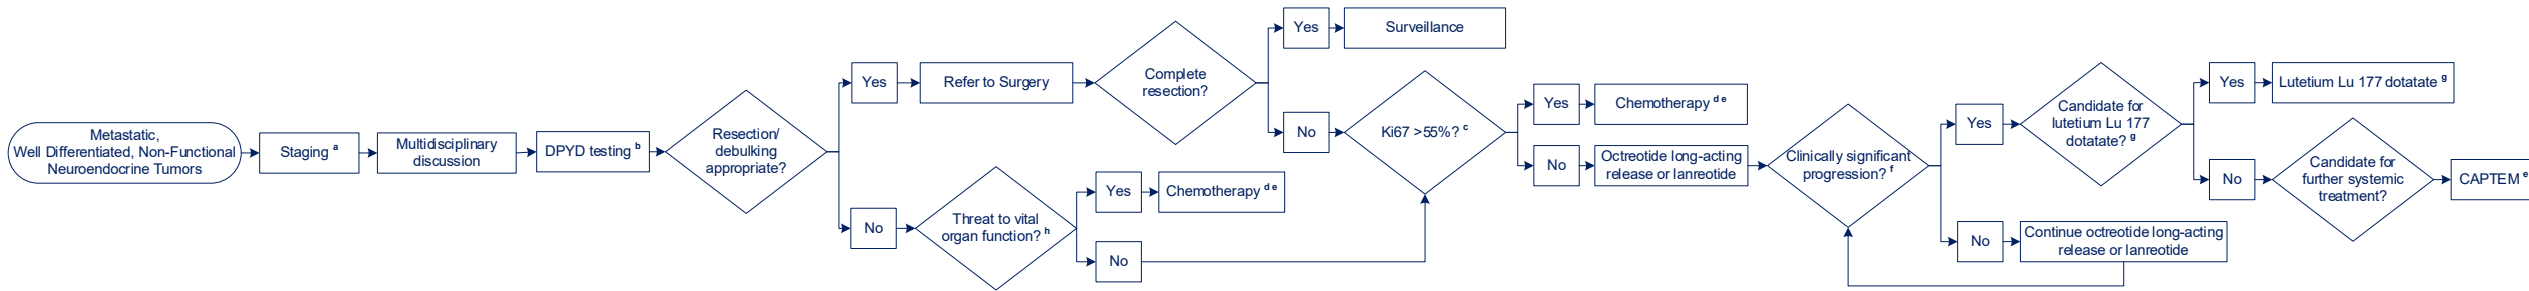 Metastatic,
Well Differentiated, Non-Functional
Neuroendocrine Tumors
Staging a
Multidisciplinary
discussion
DPYD testing b
Resection/
debulking
appropriate?
Yes
Refer to Surgery
Complete
resection?
Yes
Surveillance
No
Ki67 >55%? c
Yes
Chemotherapy d e
No
Octreotide long-acting
release or lanreotide
No
Threat to vital
organ function? h
Yes
Chemotherapy d e
No
Clinically significant
progression? f
Yes
Candidate for
lutetium Lu 177
dotatate? g
Yes
Lutetium Lu 177 dotatate g
No
Candidate for
further systemic
treatment?
CAPTEM e
No
Continue octreotide long-acting
release or lanreotide